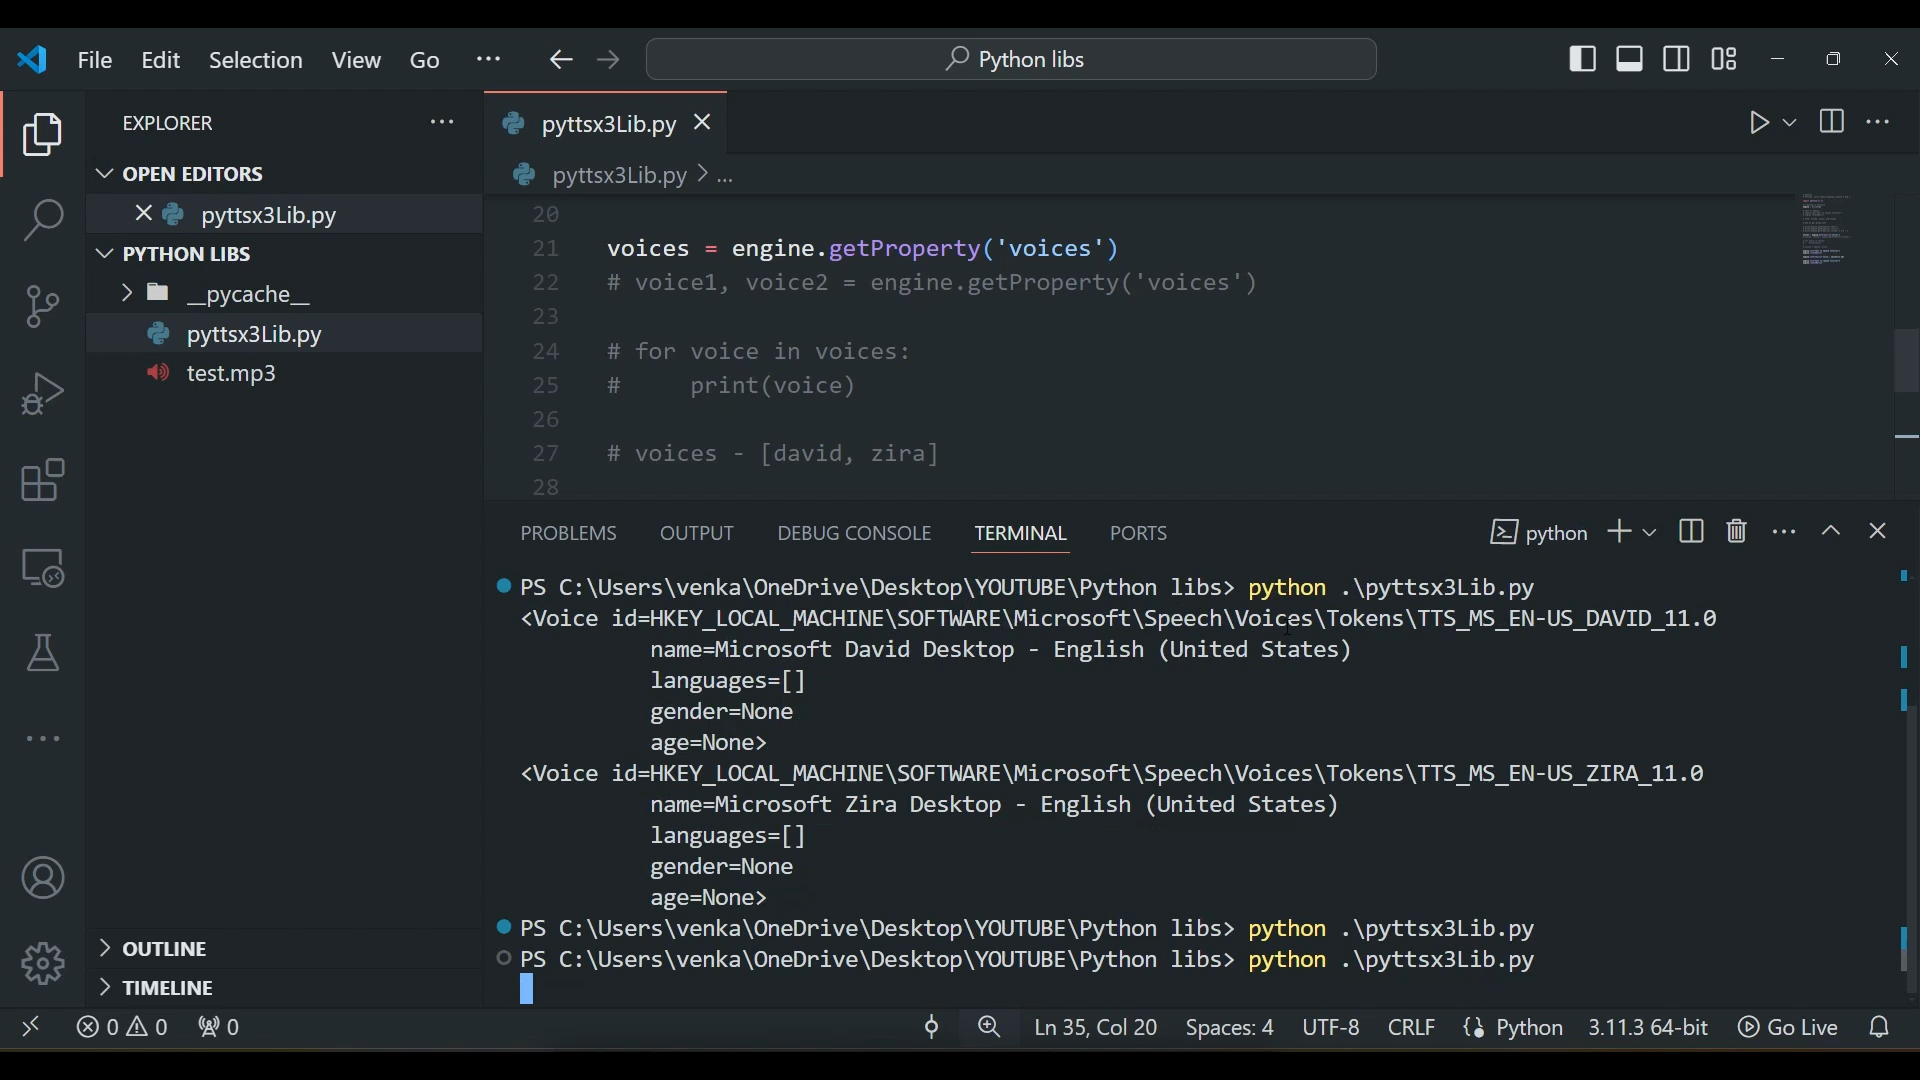 File Edit Selection View Go ··· Python libs
EXPLORER ···
OPEN EDITORS
pyttsx3Lib.py
PYTHON LIBS
__pycache__
pyttsx3Lib.py
test.mp3
OUTLINE
TIMELINE
pyttsx3Lib.py
pyttsx3Lib.py > ...
20
21 voices = engine.getProperty('voices')
22 # voice1, voice2 = engine.getProperty('voices')
23
24 # for voice in voices:
25 #     print(voice)
26
27 # voices - [david, zira]
28
PROBLEMS OUTPUT DEBUG CONSOLE TERMINAL PORTS python
PS C:\Users\venka\OneDrive\Desktop\YOUTUBE\Python libs> python .\pyttsx3Lib.py
<Voice id=HKEY_LOCAL_MACHINE\SOFTWARE\Microsoft\Speech\Voices\Tokens\TTS_MS_EN-US_DAVID_11.0
name=Microsoft David Desktop - English (United States)
languages=[]
gender=None
age=None>
<Voice id=HKEY_LOCAL_MACHINE\SOFTWARE\Microsoft\Speech\Voices\Tokens\TTS_MS_EN-US_ZIRA_11.0
name=Microsoft Zira Desktop - English (United States)
languages=[]
gender=None
age=None>
PS C:\Users\venka\OneDrive\Desktop\YOUTUBE\Python libs> python .\pyttsx3Lib.py
PS C:\Users\venka\OneDrive\Desktop\YOUTUBE\Python libs> python .\pyttsx3Lib.py
0 0 0 Ln 35, Col 20 Spaces: 4 UTF-8 CRLF Python 3.11.3 64-bit Go Live